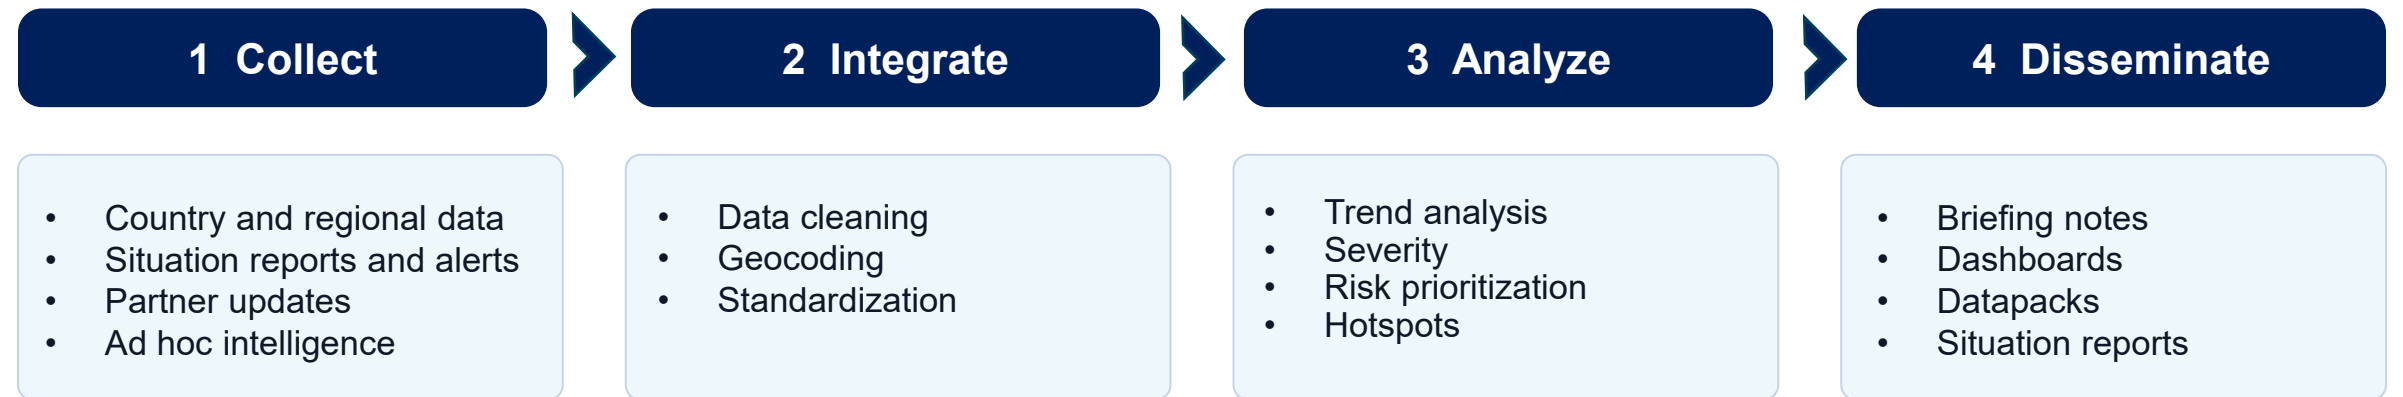 1 Collect
• Country and regional data
• Situation reports and alerts
• Partner updates
• Ad hoc intelligence
2 Integrate
• Data cleaning
• Geocoding
• Standardization
3 Analyze
• Trend analysis
• Severity
• Risk prioritization
• Hotspots
4 Disseminate
• Briefing notes
• Dashboards
• Datapacks
• Situation reports